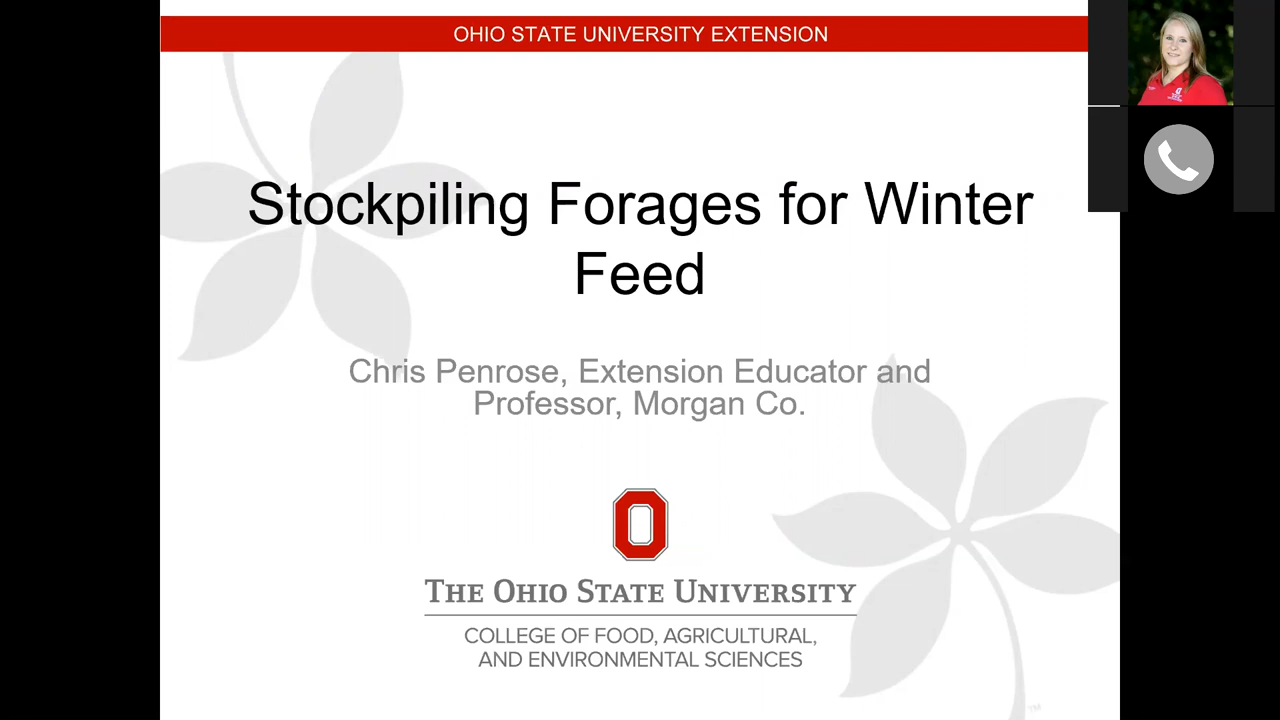 OHIO STATE UNIVERSITY EXTENSION
Stockpiling Forages for Winter
Feed
Chris Penrose, Extension Educator and
Professor, Morgan Co.
THE OHIO STATE UNIVERSITY
COLLEGE OF FOOD, AGRICULTURAL,
AND ENVIRONMENTAL SCIENCES
TM